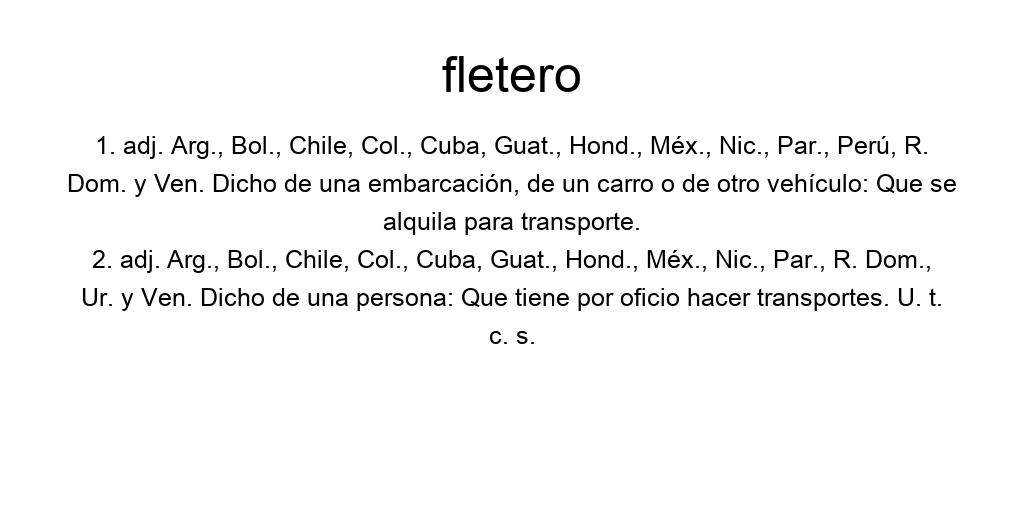 fletero
1. adj. Arg., Bol., Chile, Col., Cuba, Guat., Hond., Méx., Nic., Par., Perú, R.
Dom. y Ven. Dicho de una embarcación, de un carro o de otro vehículo: Que se
alquila para transporte.
2. adj. Arg., Bol., Chile, Col., Cuba, Guat., Hond., Méx., Nic., Par., R. Dom.,
Ur. y Ven. Dicho de una persona: Que tiene por oficio hacer transportes. U. t.
c. s.